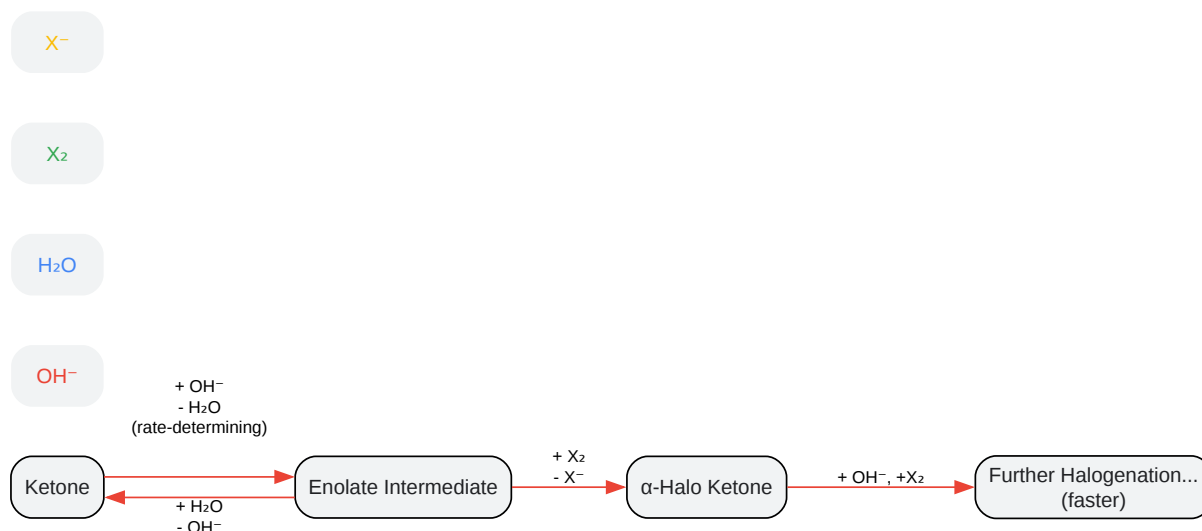 X⁻
X₂
H₂O
OH⁻
+ OH⁻
- H₂O
(rate-determining)
Ketone
+ H₂O
- OH⁻
Enolate Intermediate
+ X₂
- X⁻
α-Halo Ketone
+ OH⁻, +X₂
Further Halogenation...
(faster)